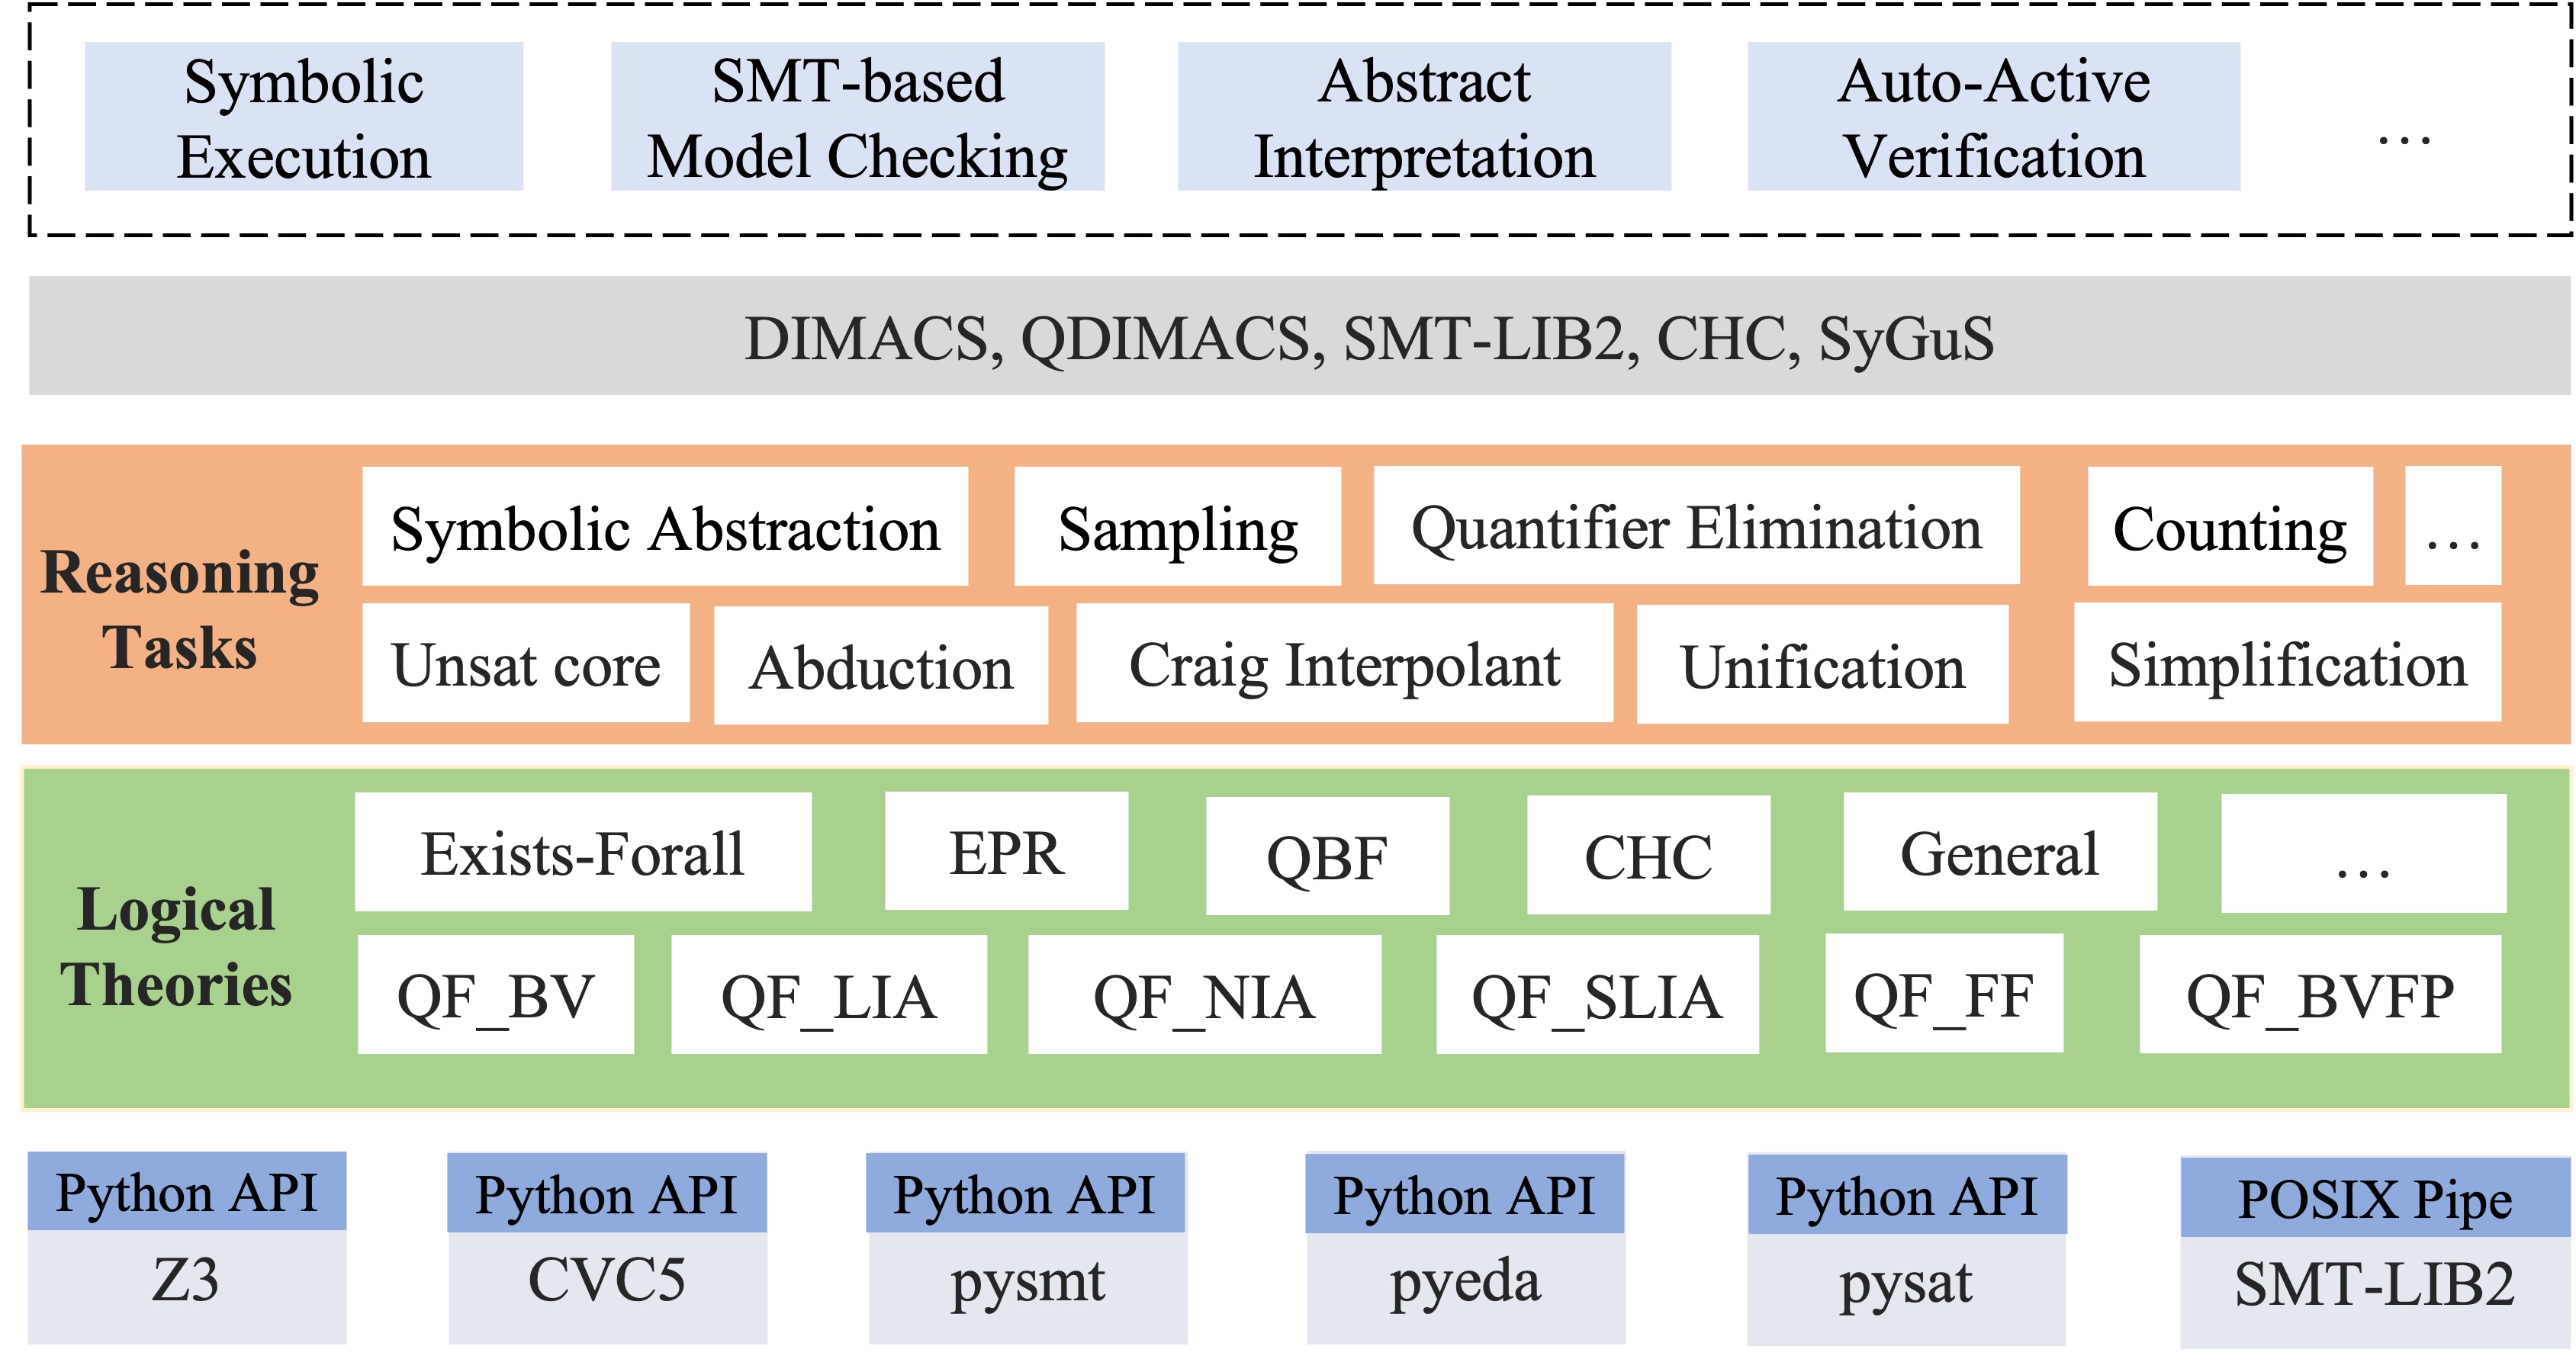 Symbolic
Execution
SMT-based
Model Checking
Abstract
Interpretation
Auto-Active
Verification
…
DIMACS, QDIMACS, SMT-LIB2, CHC, SyGuS
Reasoning
Tasks
Symbolic Abstraction
Sampling
Quantifier Elimination
Counting
…
Unsat core
Abduction
Craig Interpolant
Unification
Simplification
Logical
Theories
Exists-Forall
EPR
QBF
CHC
General
…
QF_BV
QF_LIA
QF_NIA
QF_SLIA
QF_FF
QF_BVFP
Python API
Z3
Python API
CVC5
Python API
pysmt
Python API
pyeda
Python API
pysat
POSIX Pipe
SMT-LIB2